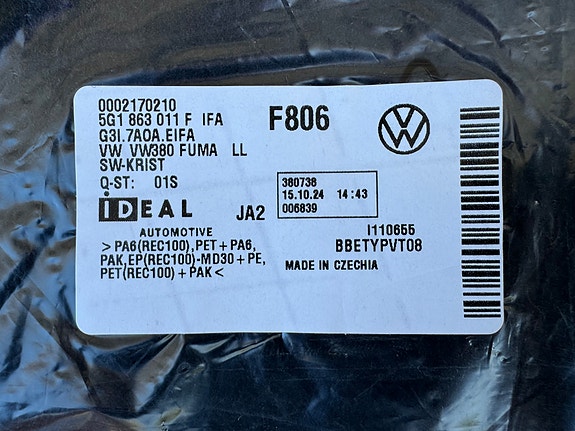 0002170210
5G1 863 011 F IFA
F806
G3I.7A0A.EIFA
VW VW380 FUMA LL
SW-KRIST
Q-ST: 01S
IDEAL
AUTOMOTIVE
JA2
380738
15.10.24 14:43
006839
I110655
BBETYPVT08
> PA6(REC100),PET+PA6,
PAK,EP(REC100)-MD30+PE,
PET(REC100)+PAK<
MADE IN CZECHIA